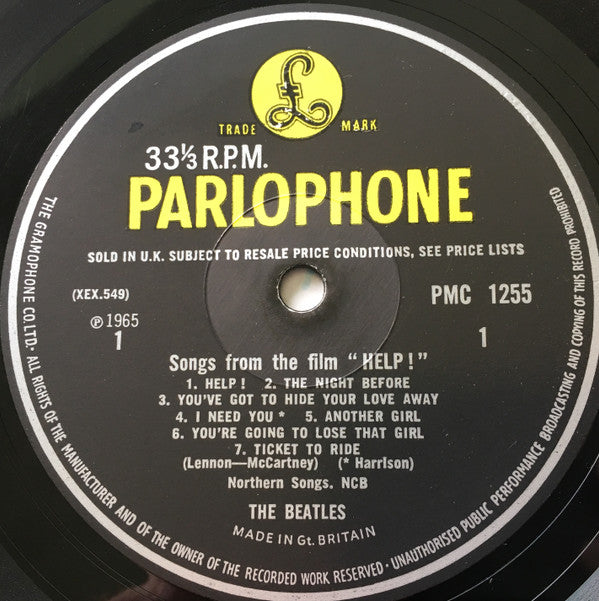 TRADE MARK
33⅓ R.P.M.
PARLOPHONE
SOLD IN U.K. SUBJECT TO RESALE PRICE CONDITIONS, SEE PRICE LISTS
(XEX.549)
PMC 1255
℗ 1965
1
1
Songs from the film "HELP!"
1. HELP! 2. THE NIGHT BEFORE
3. YOU'VE GOT TO HIDE YOUR LOVE AWAY
4. I NEED YOU * 5. ANOTHER GIRL
6. YOU'RE GOING TO LOSE THAT GIRL
7. TICKET TO RIDE
(Lennon—McCartney) (* Harrison)
Northern Songs. NCB
THE BEATLES
MADE IN Gt. BRITAIN
THE GRAMOPHONE CO. LTD. · ALL RIGHTS OF THE MANUFACTURER AND OF THE OWNER OF THE RECORDED WORK RESERVED · UNAUTHORISED PUBLIC PERFORMANCE BROADCASTING AND COPYING OF THIS RECORD PROHIBITED